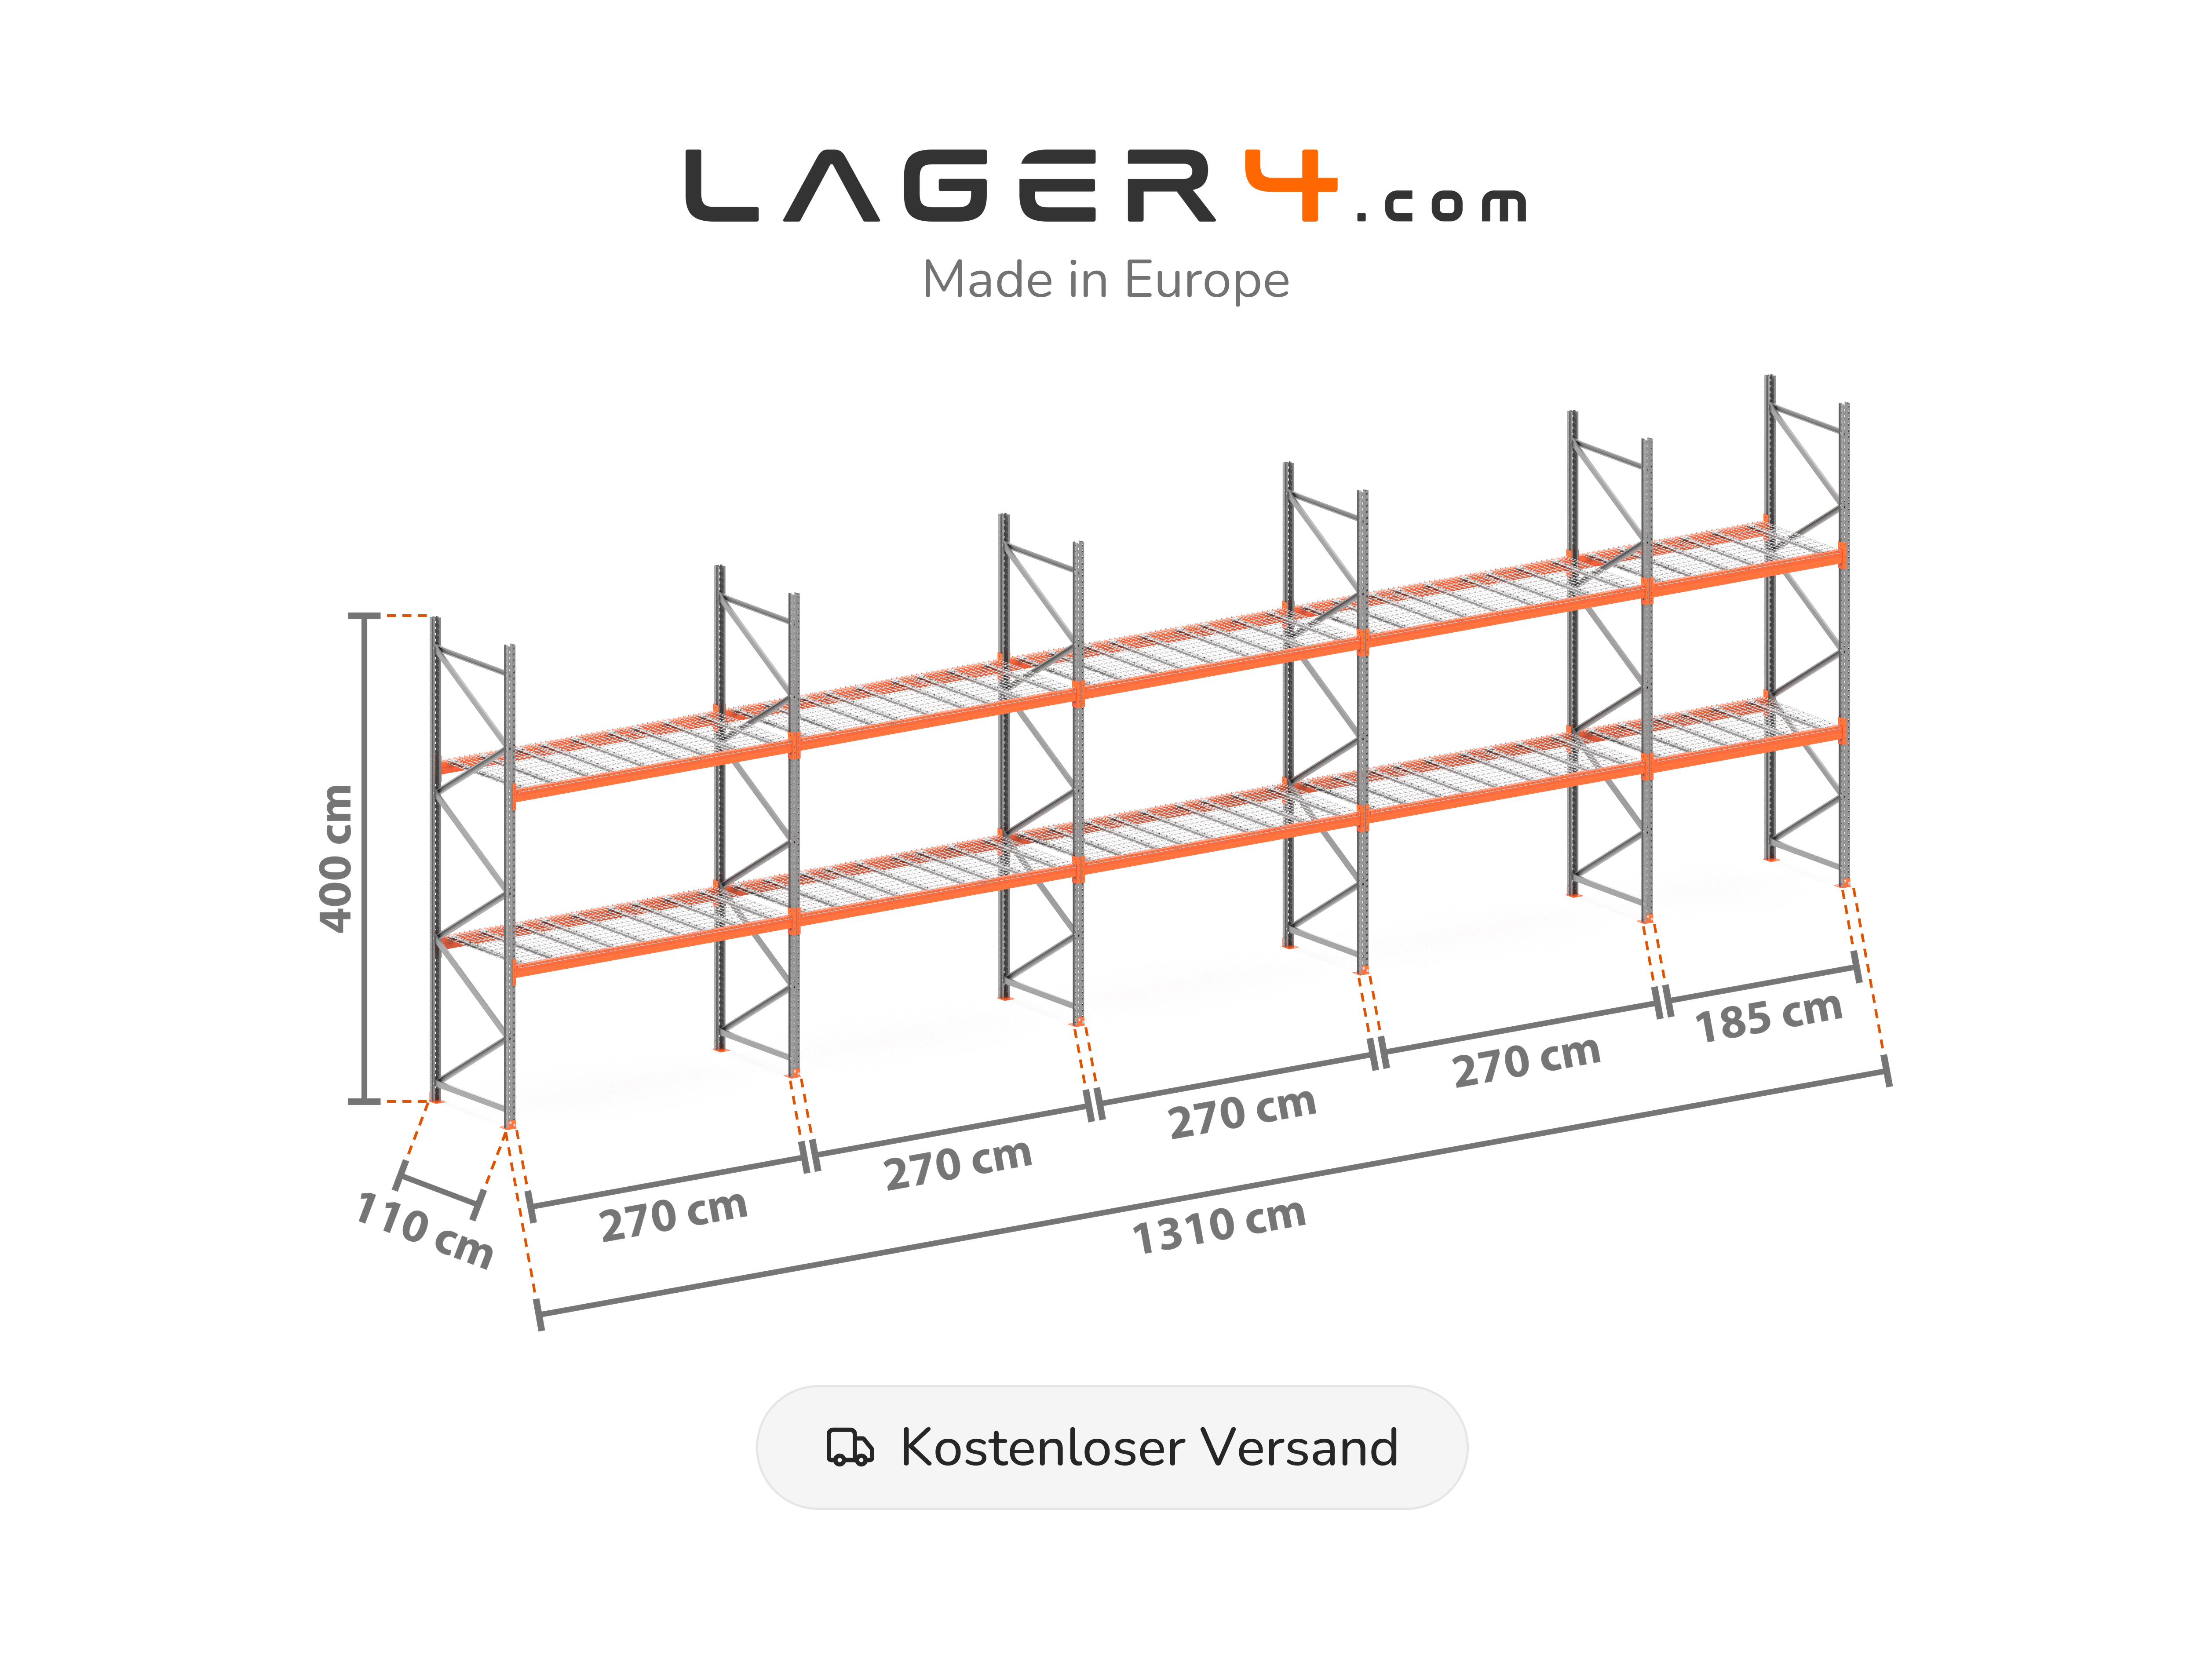 LAGER4.com
Made in Europe
400 cm
110 cm
270 cm
270 cm
270 cm
270 cm
185 cm
1310 cm
Kostenloser Versand